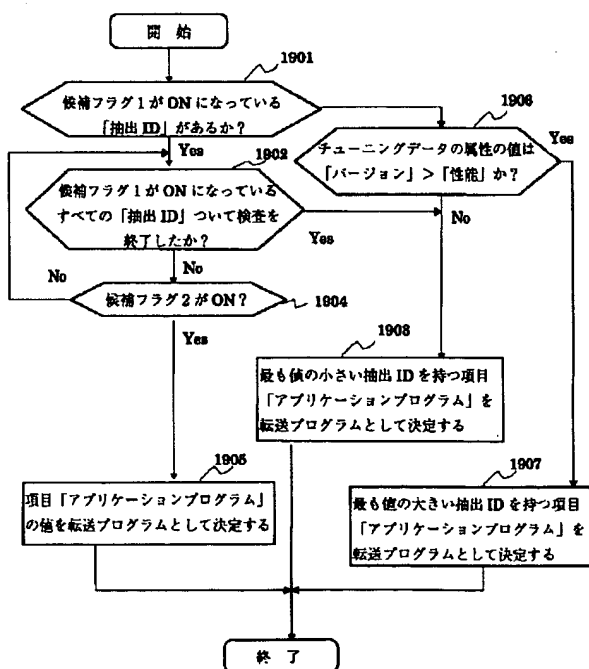 開 始
1901
候補フラグ1がONになっている
「抽出ID」があるか?
1906
Yes
チューニングデータの属性の値は
「バージョン」>「性能」か?
Yes
1902
候補フラグ1がONになっている
すべての「抽出ID」ついて検査を
終了したか?
Yes
No
No
No
候補フラグ2がON?
1904
Yes
1903
最も値の小さい抽出IDを持つ項目
「アプリケーションプログラム」を
転送プログラムとして決定する
1905
項目「アプリケーションプログラム」
の値を転送プログラムとして決定する
1907
最も値の大きい抽出IDを持つ項目
「アプリケーションプログラム」を
転送プログラムとして決定する
終 了